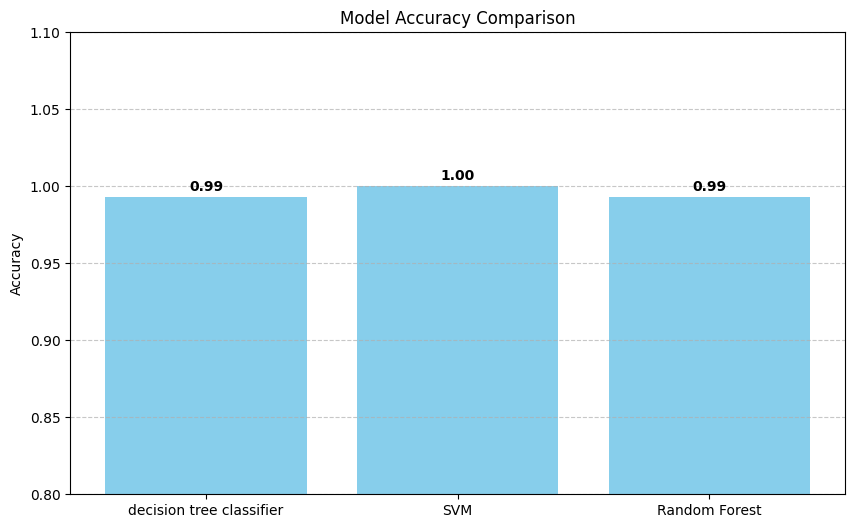 Model Accuracy Comparison
1.10
1.05
1.00
0.95
0.90
0.85
0.80
Accuracy
0.99
1.00
0.99
decision tree classifier
SVM
Random Forest